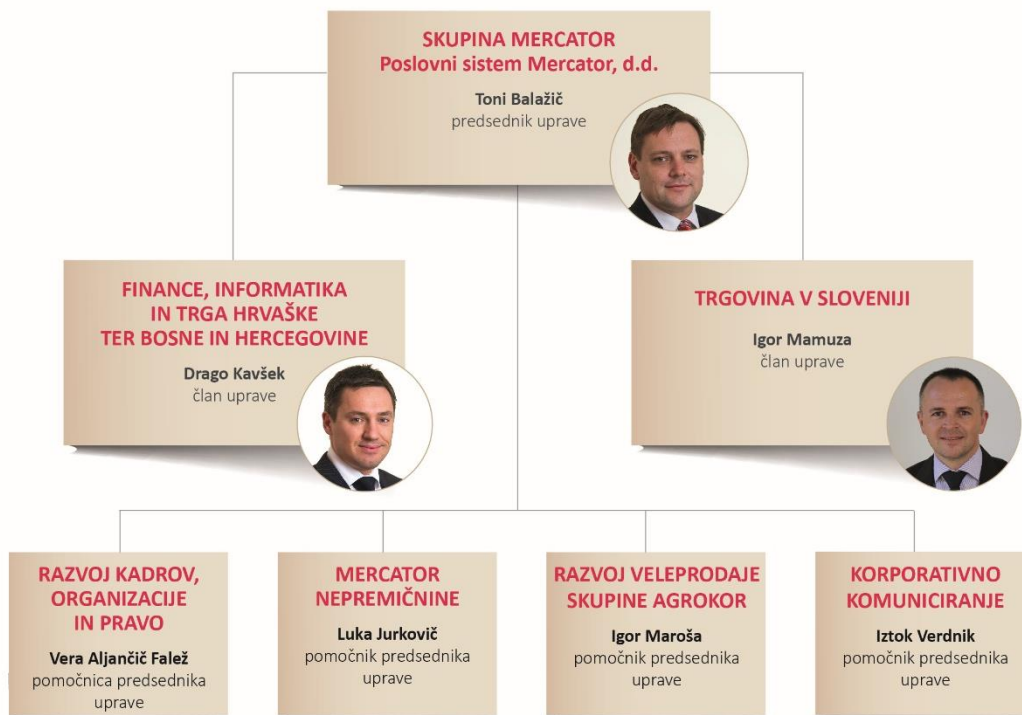 SKUPINA MERCATOR
Poslovni sistem Mercator, d.d.
Toni Balažič
predsednik uprave
FINANCE, INFORMATIKA
IN TRGA HRVAŠKE
TER BOSNE IN HERCEGOVINE
Drago Kavšek
član uprave
TRGOVINA V SLOVENIJI
Igor Mamuza
član uprave
RAZVOJ KADROV,
ORGANIZACIJE
IN PRAVO
Vera Aljančič Falež
pomočnica predsednika
uprave
MERCATOR
NEPREMIČNINE
Luka Jurkovič
pomočnik predsednika
uprave
RAZVOJ VELEPRODAJE
SKUPINE AGROKOR
Igor Maroša
pomočnik predsednika
uprave
KORPORATIVNO
KOMUNICIRANJE
Iztok Verdnik
pomočnik predsednika
uprave